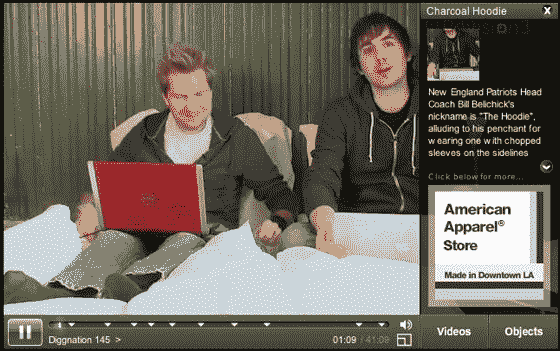 Charcoal Hoodie X
New England Patriots Head
Coach Bill Belichick's
nickname is "The Hoodie",
alluding to his penchant for
wearing one with chopped
sleeves on the sidelines
Click below for more...
American
Apparel®
Store
Made in Downtown LA
Diggnation 145 >
01:09 / 41:09
Videos
Objects